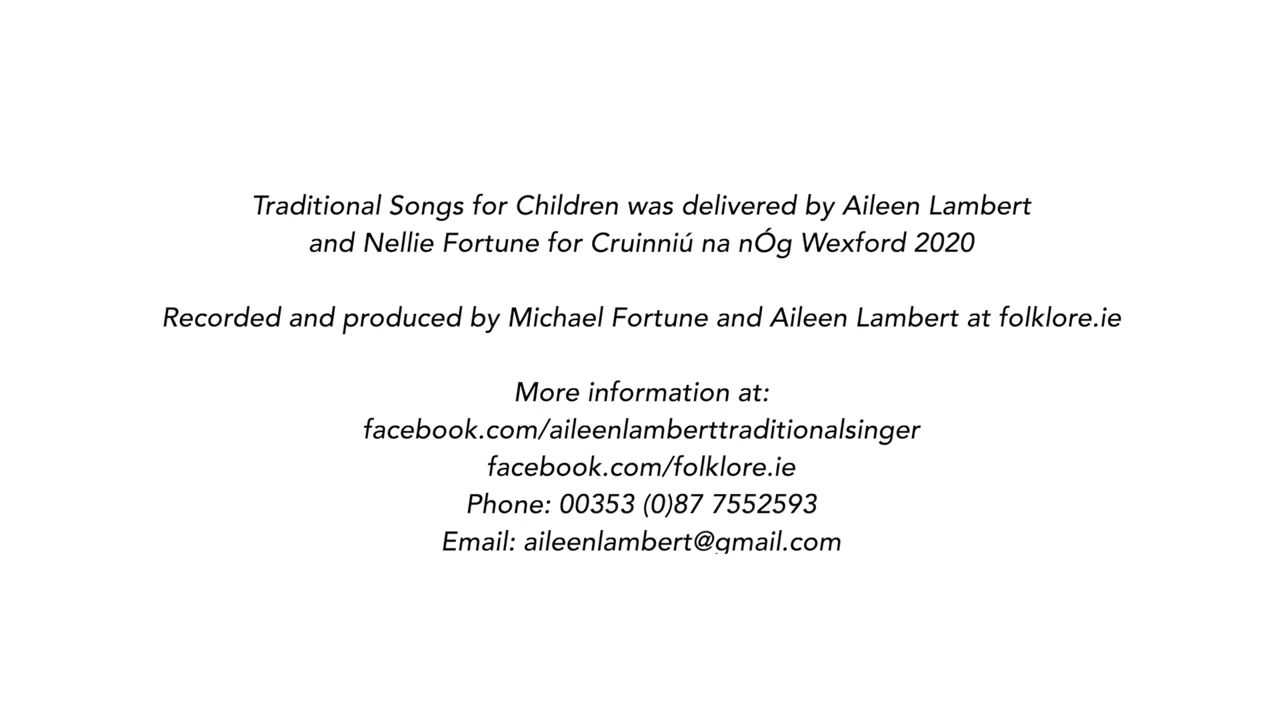 Traditional Songs for Children was delivered by Aileen Lambert
and Nellie Fortune for Cruinniú na nÓg Wexford 2020
Recorded and produced by Michael Fortune and Aileen Lambert at folklore.ie
More information at:
facebook.com/aileenlamberttraditionalsinger
facebook.com/folklore.ie
Phone: 00353 (0)87 7552593
Email: aileenlambert@gmail.com